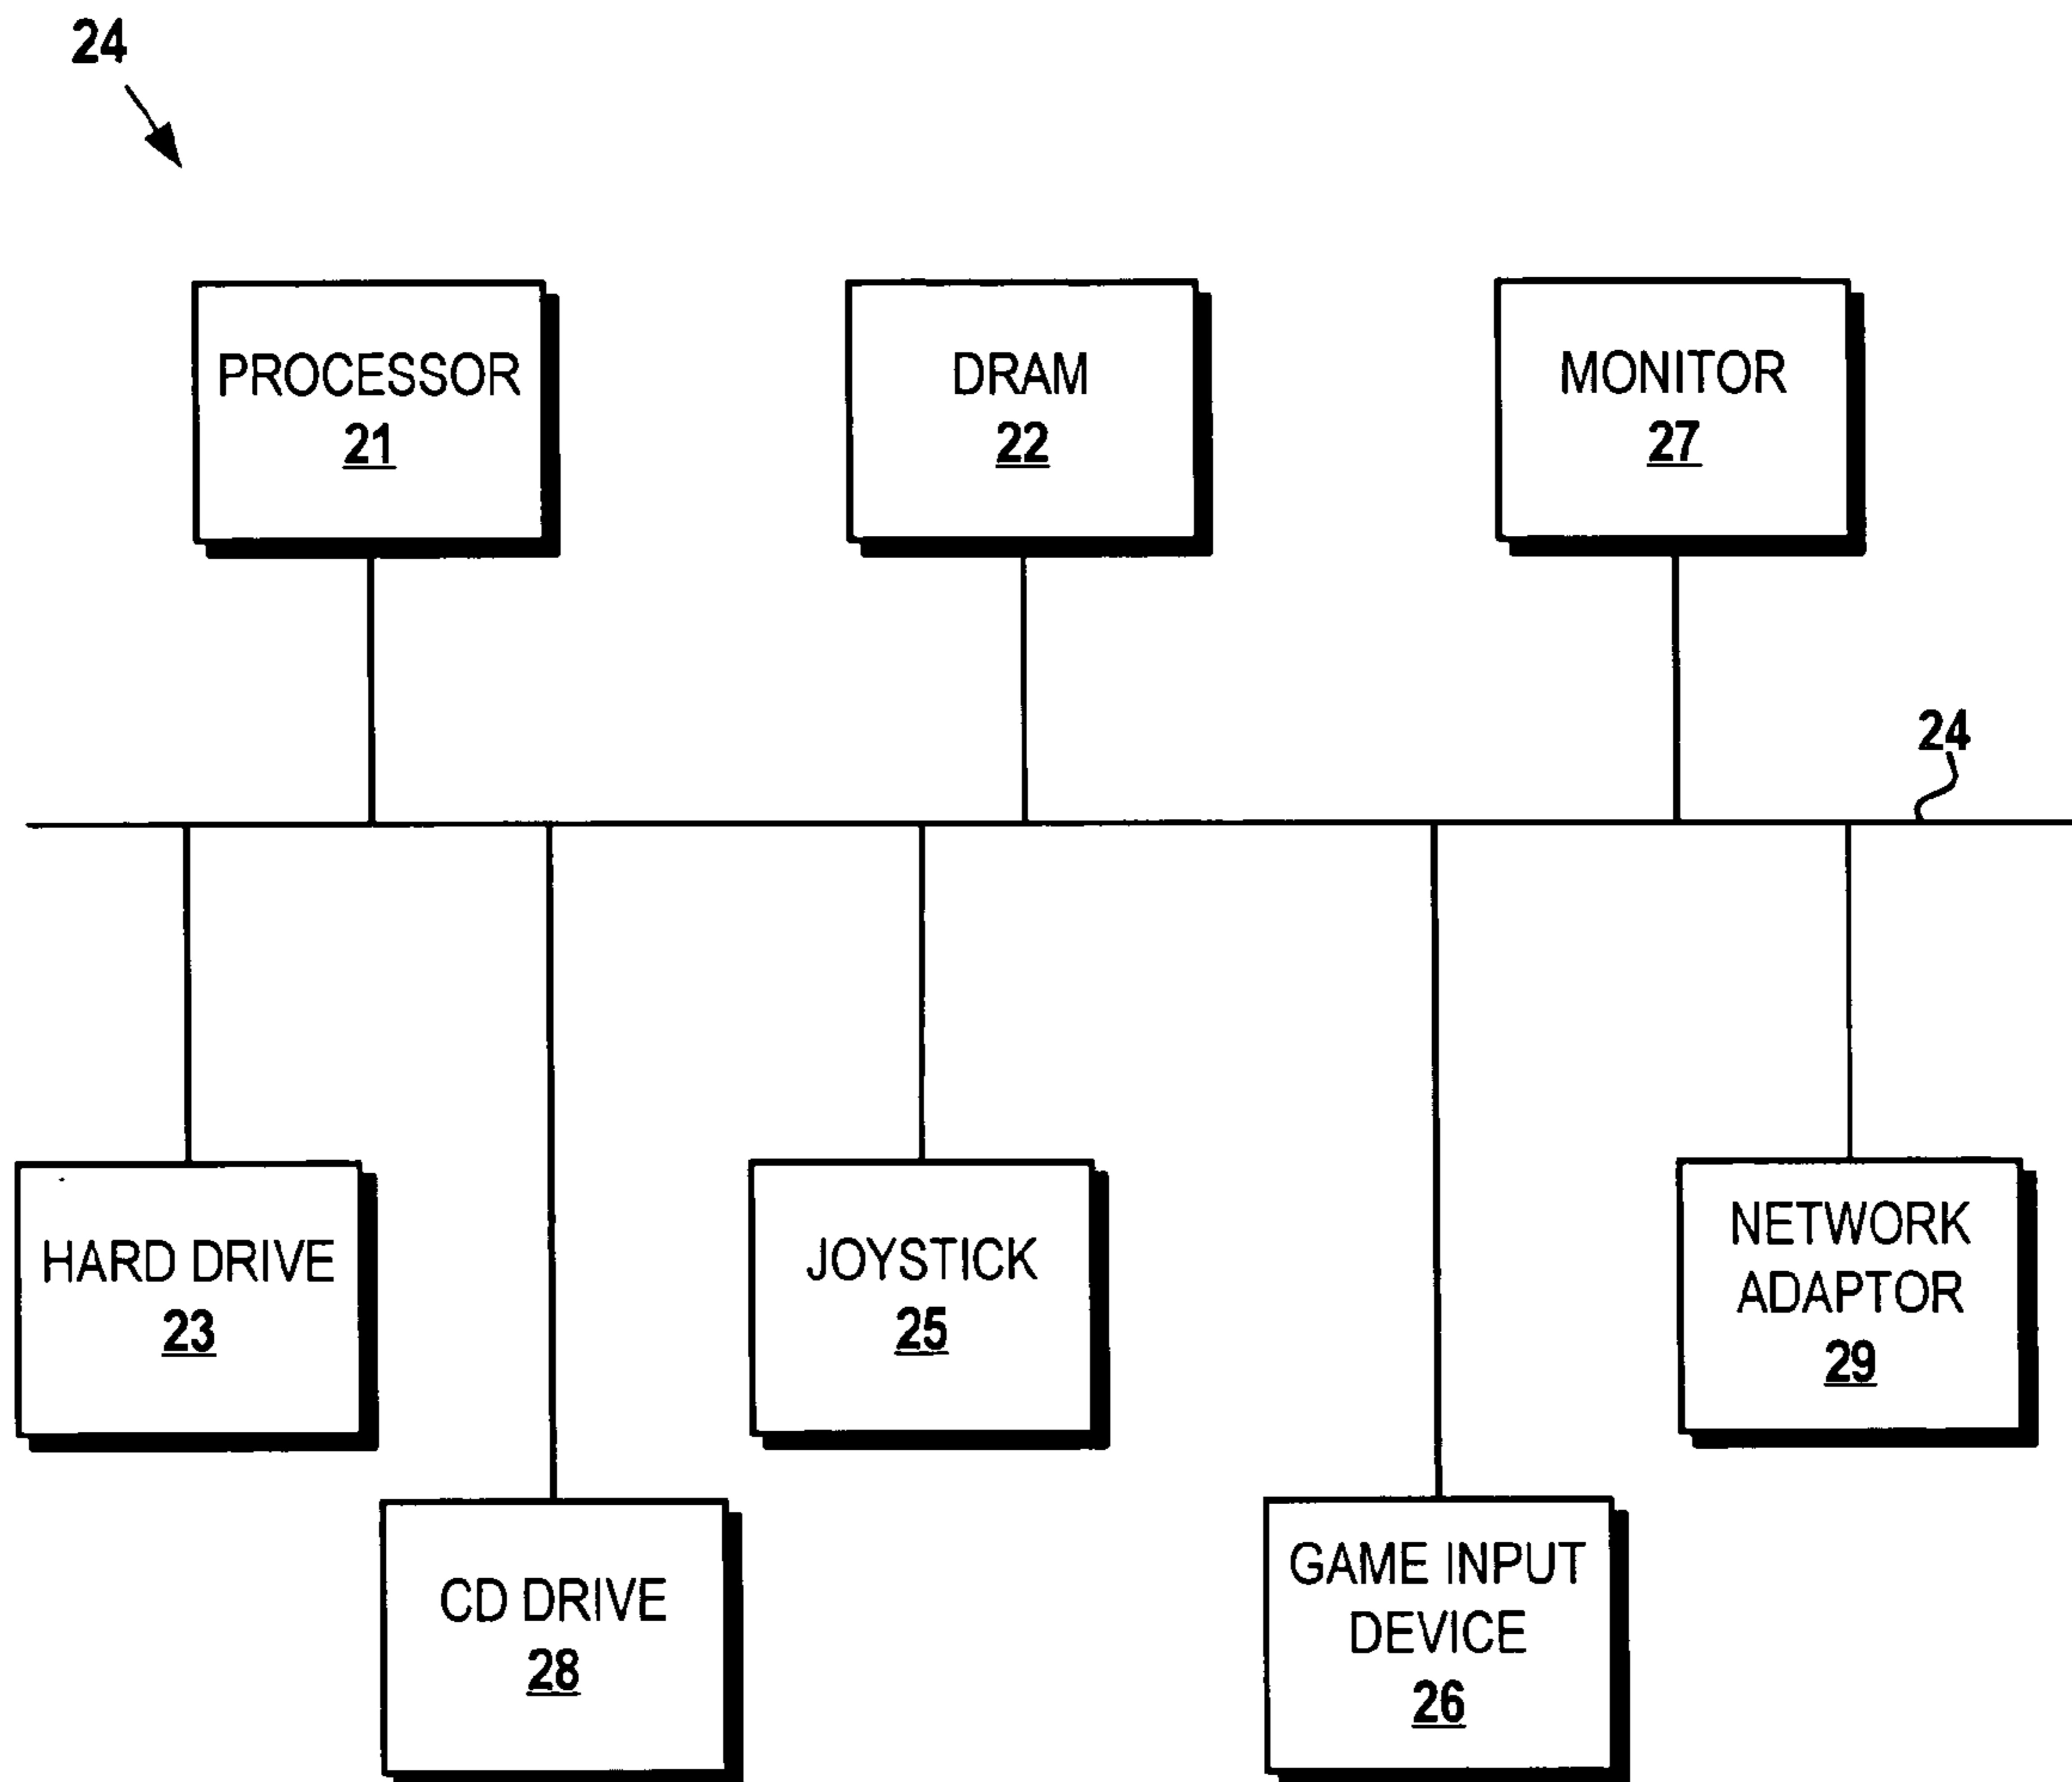 24
PROCESSOR
21
DRAM
22
MONITOR
27
24
HARD DRIVE
23
JOYSTICK
25
NETWORK
ADAPTOR
29
CD DRIVE
28
GAME INPUT
DEVICE
26